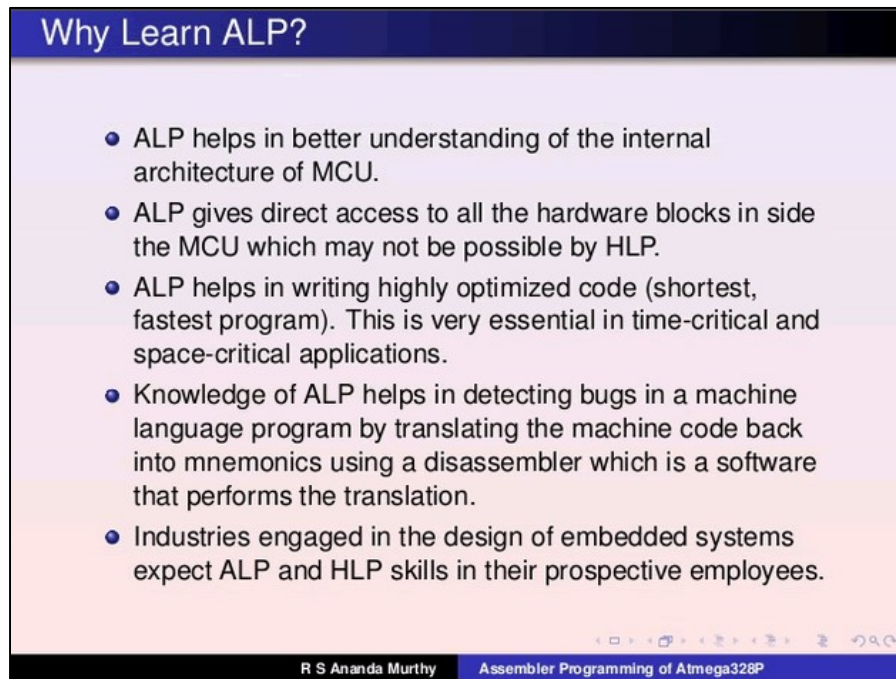 Why Learn ALP?
ALP helps in better understanding of the internal
architecture of MCU.
ALP gives direct access to all the hardware blocks in side
the MCU which may not be possible by HLP.
ALP helps in writing highly optimized code (shortest,
fastest program). This is very essential in time-critical and
space-critical applications.
Knowledge of ALP helps in detecting bugs in a machine
language program by translating the machine code back
into mnemonics using a disassembler which is a software
that performs the translation.
Industries engaged in the design of embedded systems
expect ALP and HLP skills in their prospective employees.
R S Ananda Murthy Assembler Programming of Atmega328P